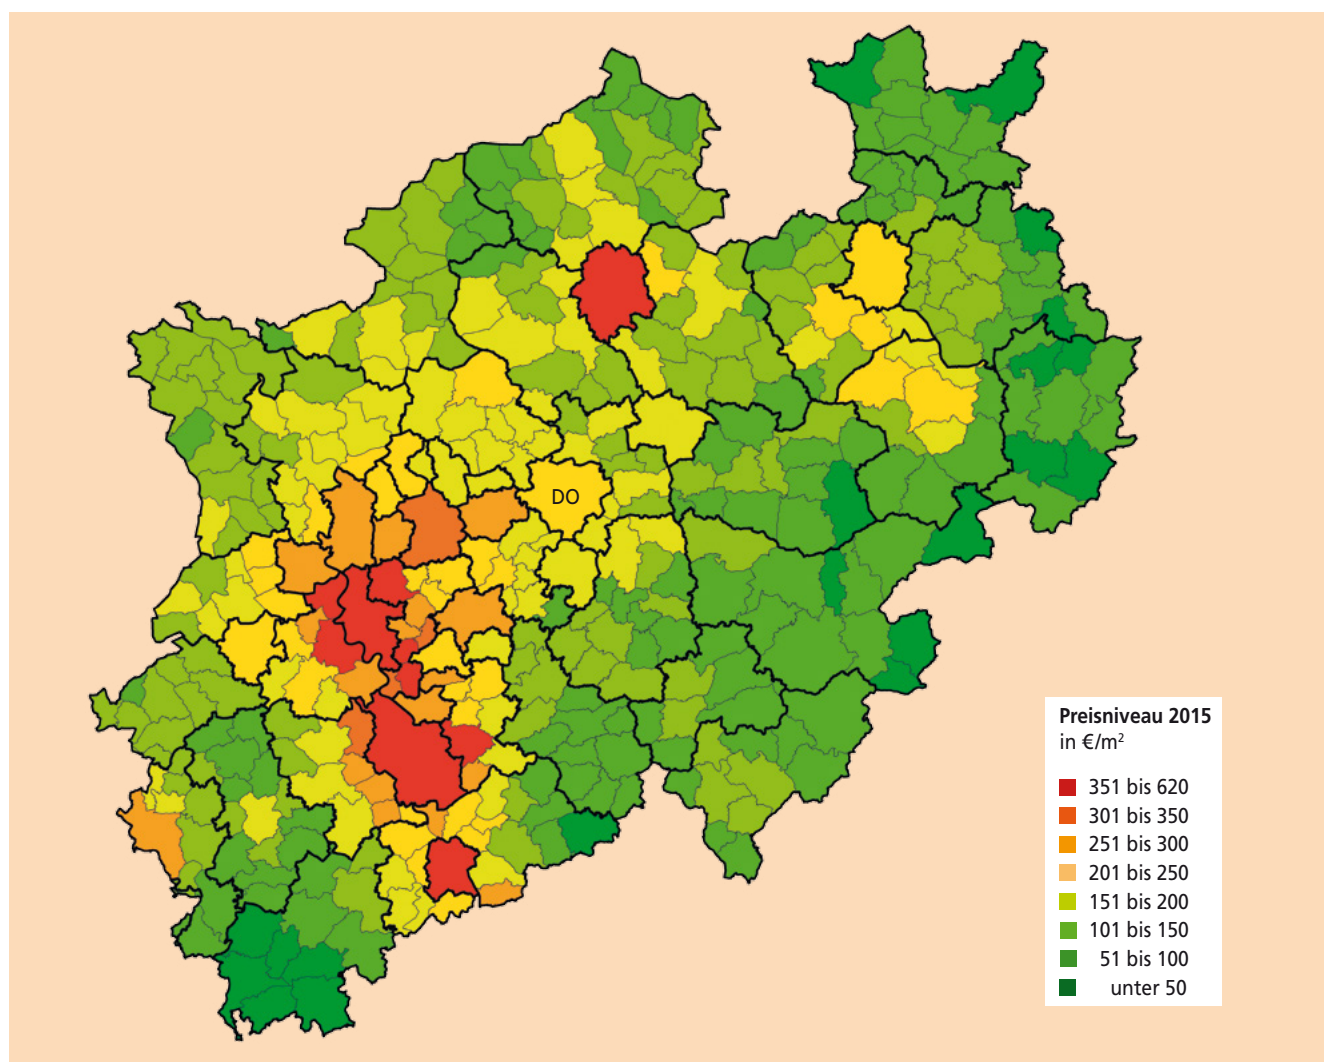 DO
Preisniveau 2015
in €/m²
351 bis 620
301 bis 350
251 bis 300
201 bis 250
151 bis 200
101 bis 150
51 bis 100
unter 50